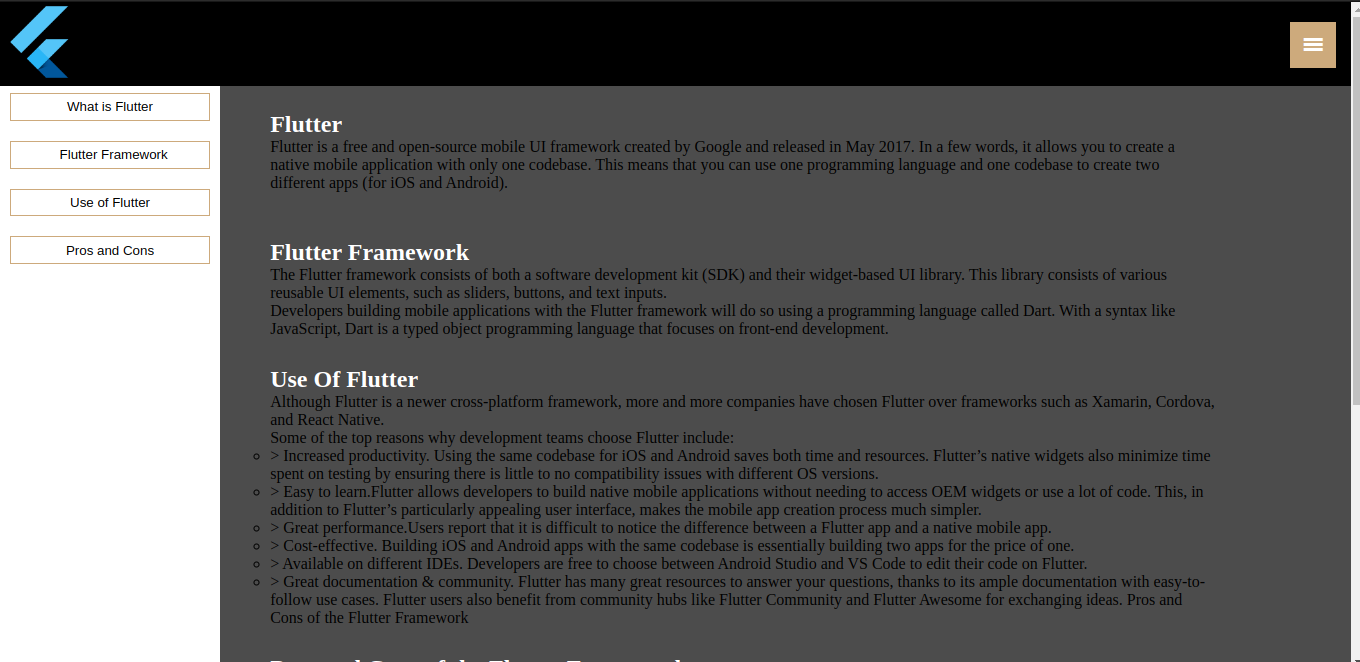 What is Flutter
Flutter Framework
Use of Flutter
Pros and Cons
Flutter
Flutter is a free and open-source mobile UI framework created by Google and released in May 2017. In a few words, it allows you to create a
native mobile application with only one codebase. This means that you can use one programming language and one codebase to create two
different apps (for iOS and Android).
Flutter Framework
The Flutter framework consists of both a software development kit (SDK) and their widget-based UI library. This library consists of various
reusable UI elements, such as sliders, buttons, and text inputs.
Developers building mobile applications with the Flutter framework will do so using a programming language called Dart. With a syntax like
JavaScript, Dart is a typed object programming language that focuses on front-end development.
Use Of Flutter
Although Flutter is a newer cross-platform framework, more and more companies have chosen Flutter over frameworks such as Xamarin, Cordova,
and React Native.
Some of the top reasons why development teams choose Flutter include:
> Increased productivity. Using the same codebase for iOS and Android saves both time and resources. Flutter’s native widgets also minimize time
spent on testing by ensuring there is little to no compatibility issues with different OS versions.
> Easy to learn.Flutter allows developers to build native mobile applications without needing to access OEM widgets or use a lot of code. This, in
addition to Flutter’s particularly appealing user interface, makes the mobile app creation process much simpler.
> Great performance.Users report that it is difficult to notice the difference between a Flutter app and a native mobile app.
> Cost-effective. Building iOS and Android apps with the same codebase is essentially building two apps for the price of one.
> Available on different IDEs. Developers are free to choose between Android Studio and VS Code to edit their code on Flutter.
> Great documentation & community. Flutter has many great resources to answer your questions, thanks to its ample documentation with easy-to-
follow use cases. Flutter users also benefit from community hubs like Flutter Community and Flutter Awesome for exchanging ideas. Pros and
Cons of the Flutter Framework